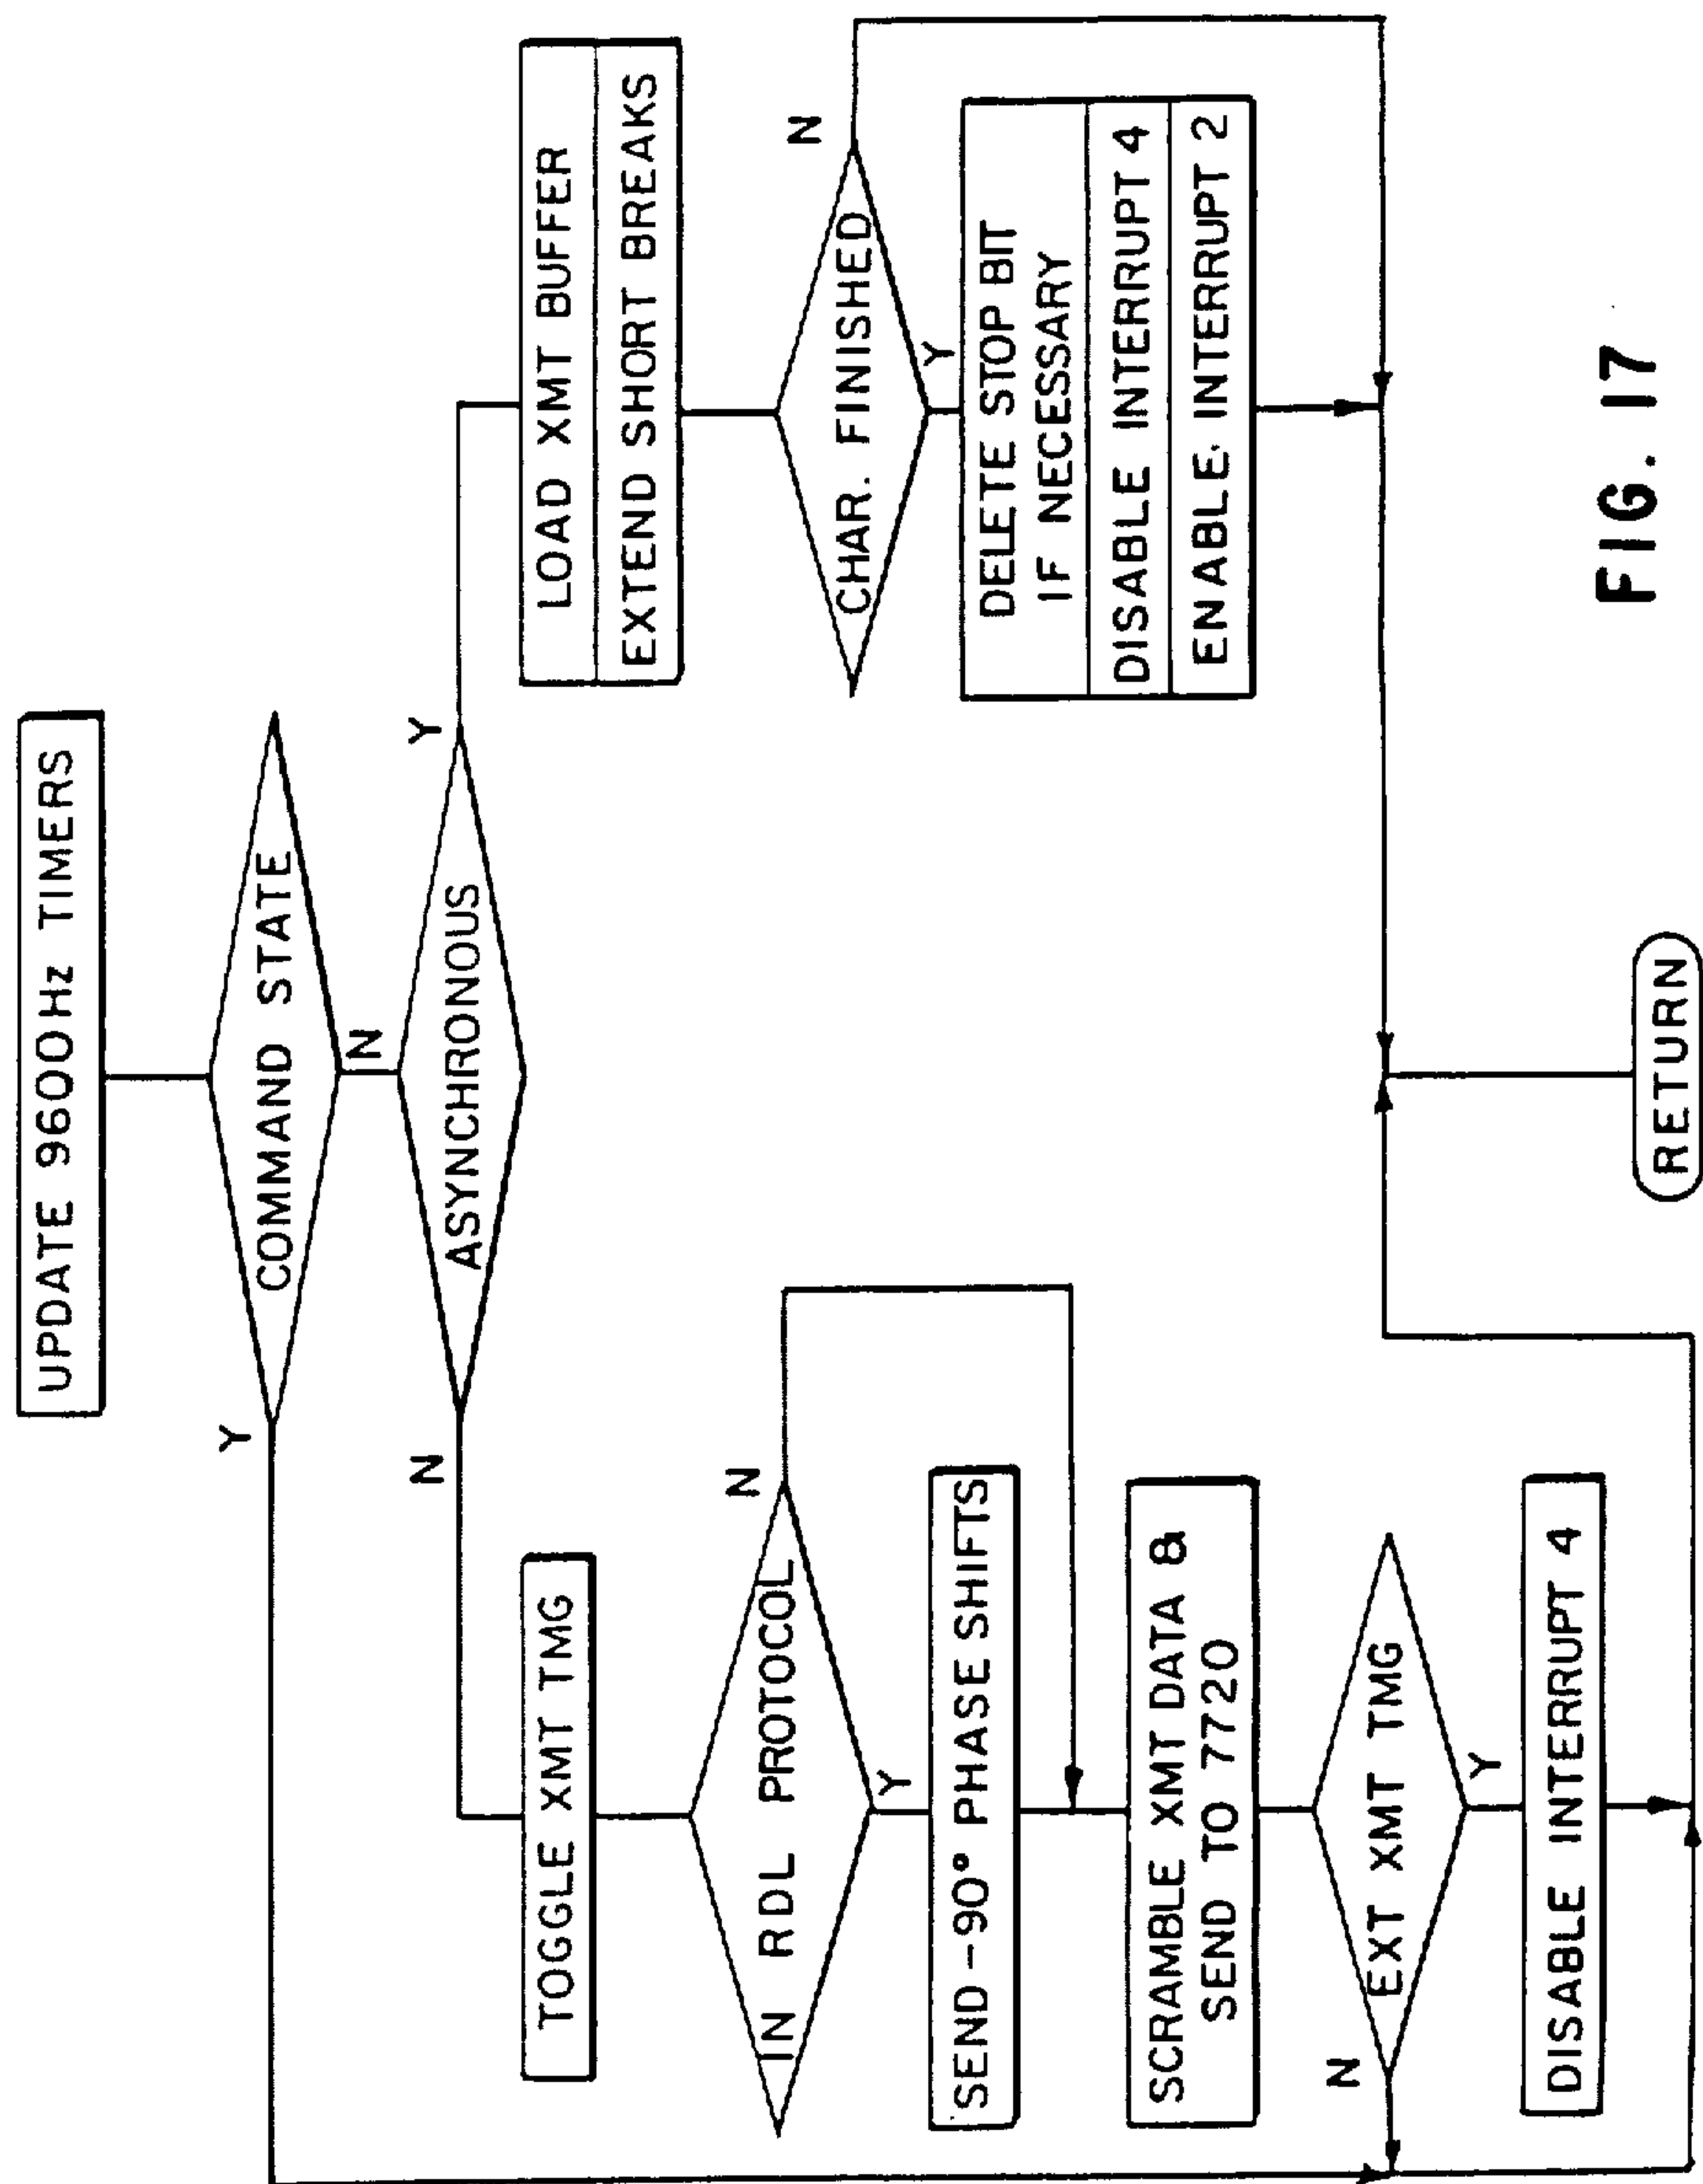 UPDATE 9600Hz TIMERS
Y
COMMAND STATE
N
N
ASYNCHRONOUS
Y
TOGGLE XMT TMG
IN RDL PROTOCOL
N
Y
SEND -90° PHASE SHIFTS
SCRAMBLE XMT DATA &
SEND TO 7720
N
EXT XMT TMG
Y
DISABLE INTERRUPT 4
LOAD XMT BUFFER
EXTEND SHORT BREAKS
CHAR. FINISHED
N
Y
DELETE STOP BIT
IF NECESSARY
DISABLE INTERRUPT 4
ENABLE. INTERRUPT 2
RETURN
FIG. 17